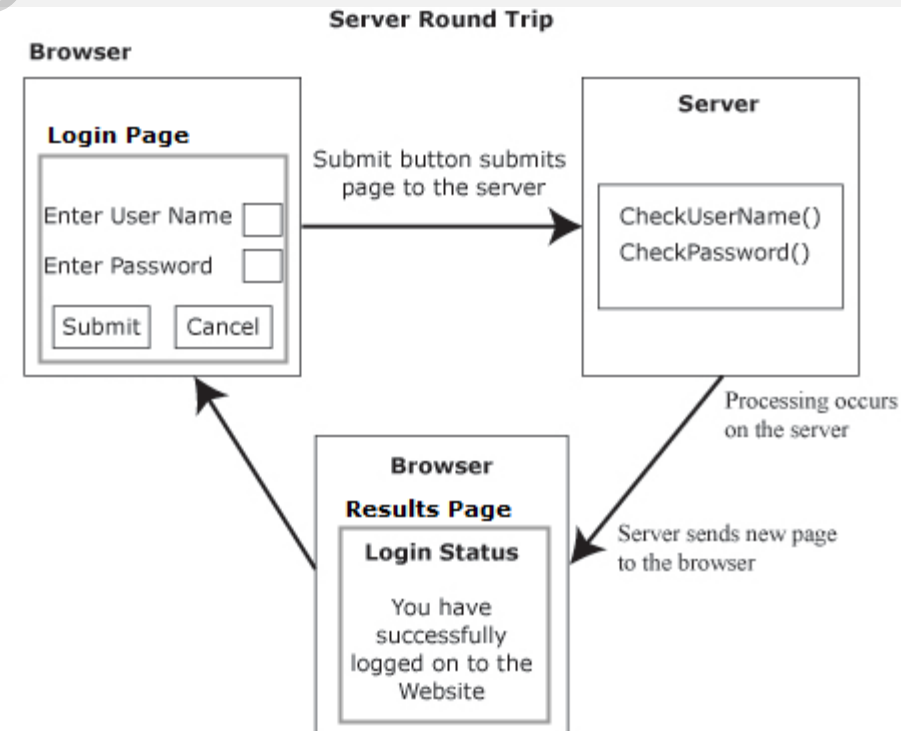 Server Round Trip
Browser
Login Page
Enter User Name
Enter Password
Submit
Cancel
Submit button submits
page to the server
Server
CheckUserName()
CheckPassword()
Processing occurs
on the server
Server sends new page
to the browser
Browser
Results Page
Login Status
You have
successfully
logged on to the
Website